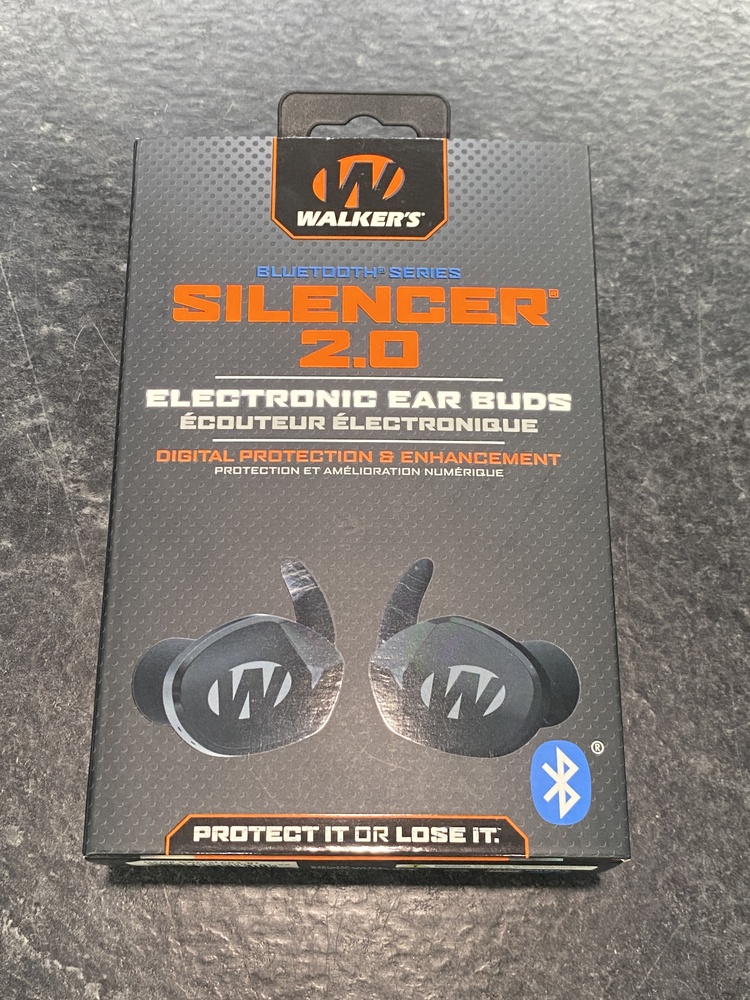 W
WALKER'S®
BLUETOOTH® SERIES
SILENCER®
2.0
ELECTRONIC EAR BUDS
ÉCOUTEUR ÉLECTRONIQUE
DIGITAL PROTECTION & ENHANCEMENT
PROTECTION ET AMÉLIORATION NUMÉRIQUE
W W
®
PROTECT IT OR LOSE IT.™